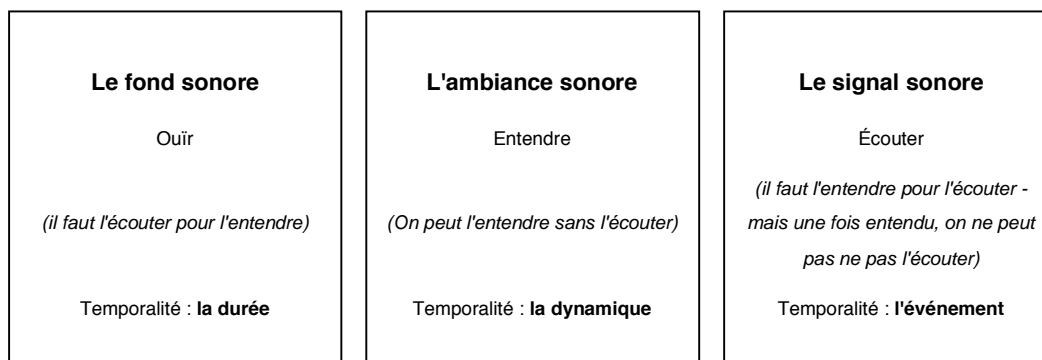 Le fond sonore
Ouïr
(il faut l'écouter pour l'entendre)
Temporalité : la durée
L'ambiance sonore
Entendre
(On peut l'entendre sans l'écouter)
Temporalité : la dynamique
Le signal sonore
Écouter
(il faut l'entendre pour l'écouter -
mais une fois entendu, on ne peut
pas ne pas l'écouter)
Temporalité : l'événement